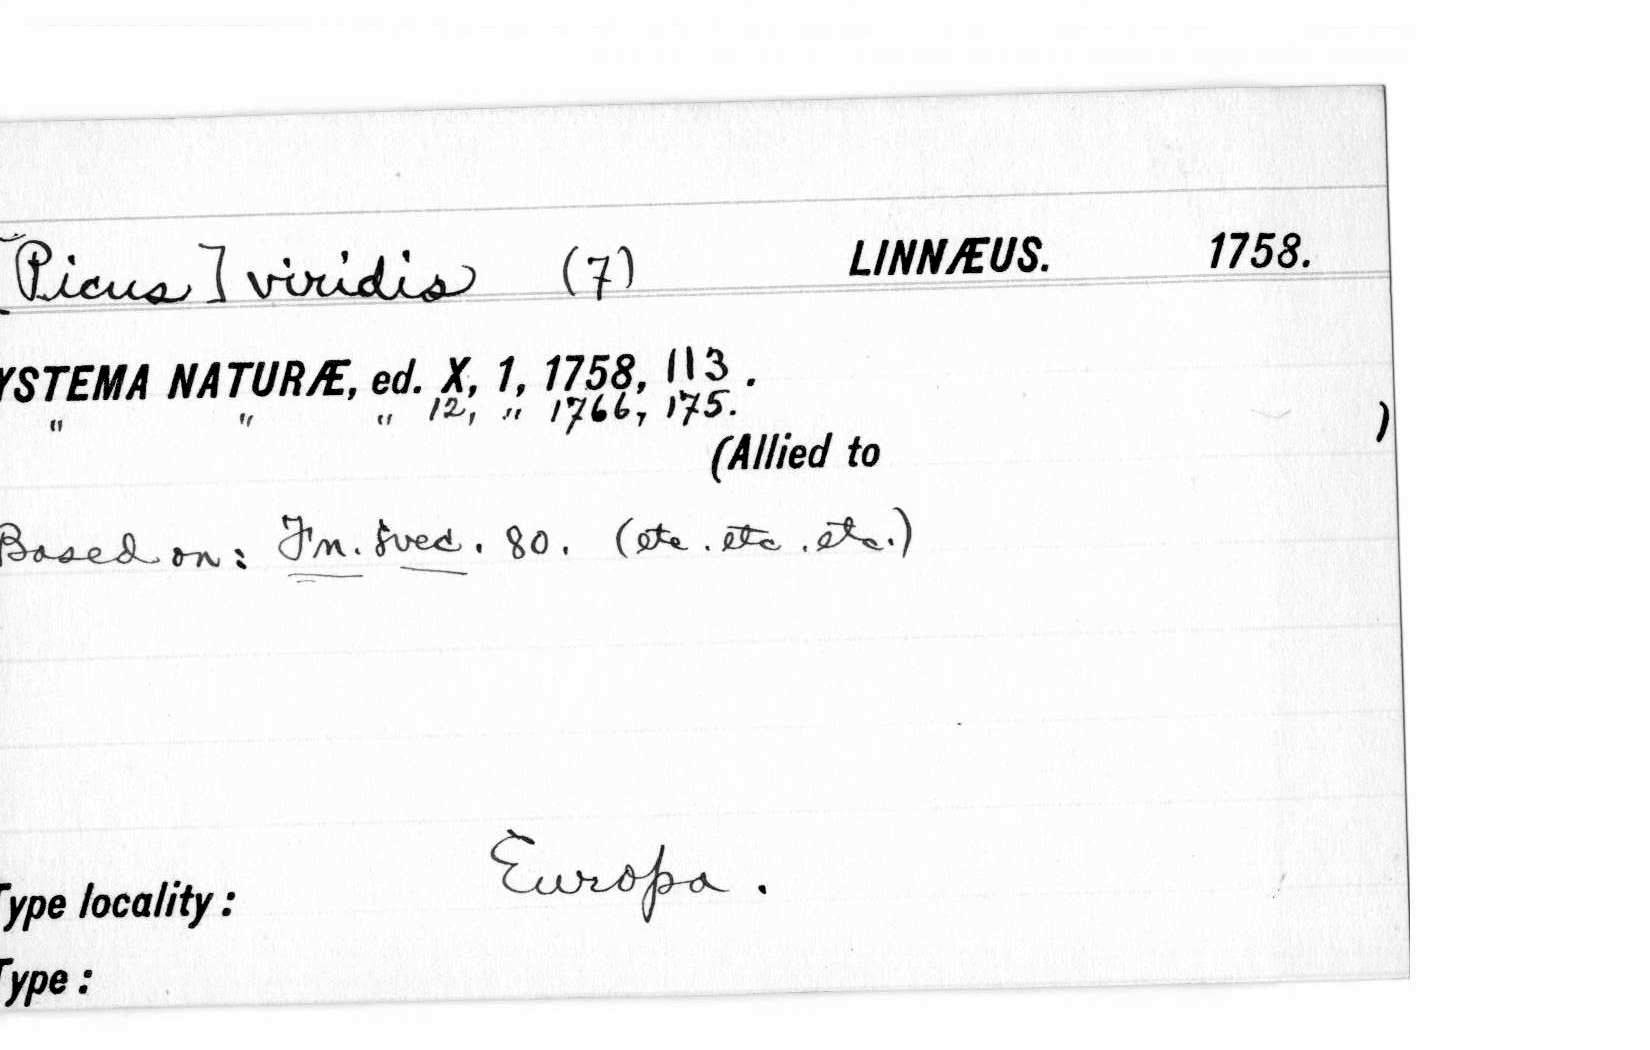 [Picus] viridis (7) LINNÆUS. 1758.
YSTEMA NATURÆ, ed. X, 1, 1758, 113.
" " " 12, " 1766, 175.
(Allied to )
Based on: Fn. Svec. 80. (etc. etc. etc.)
Type locality: Europa.
Type: